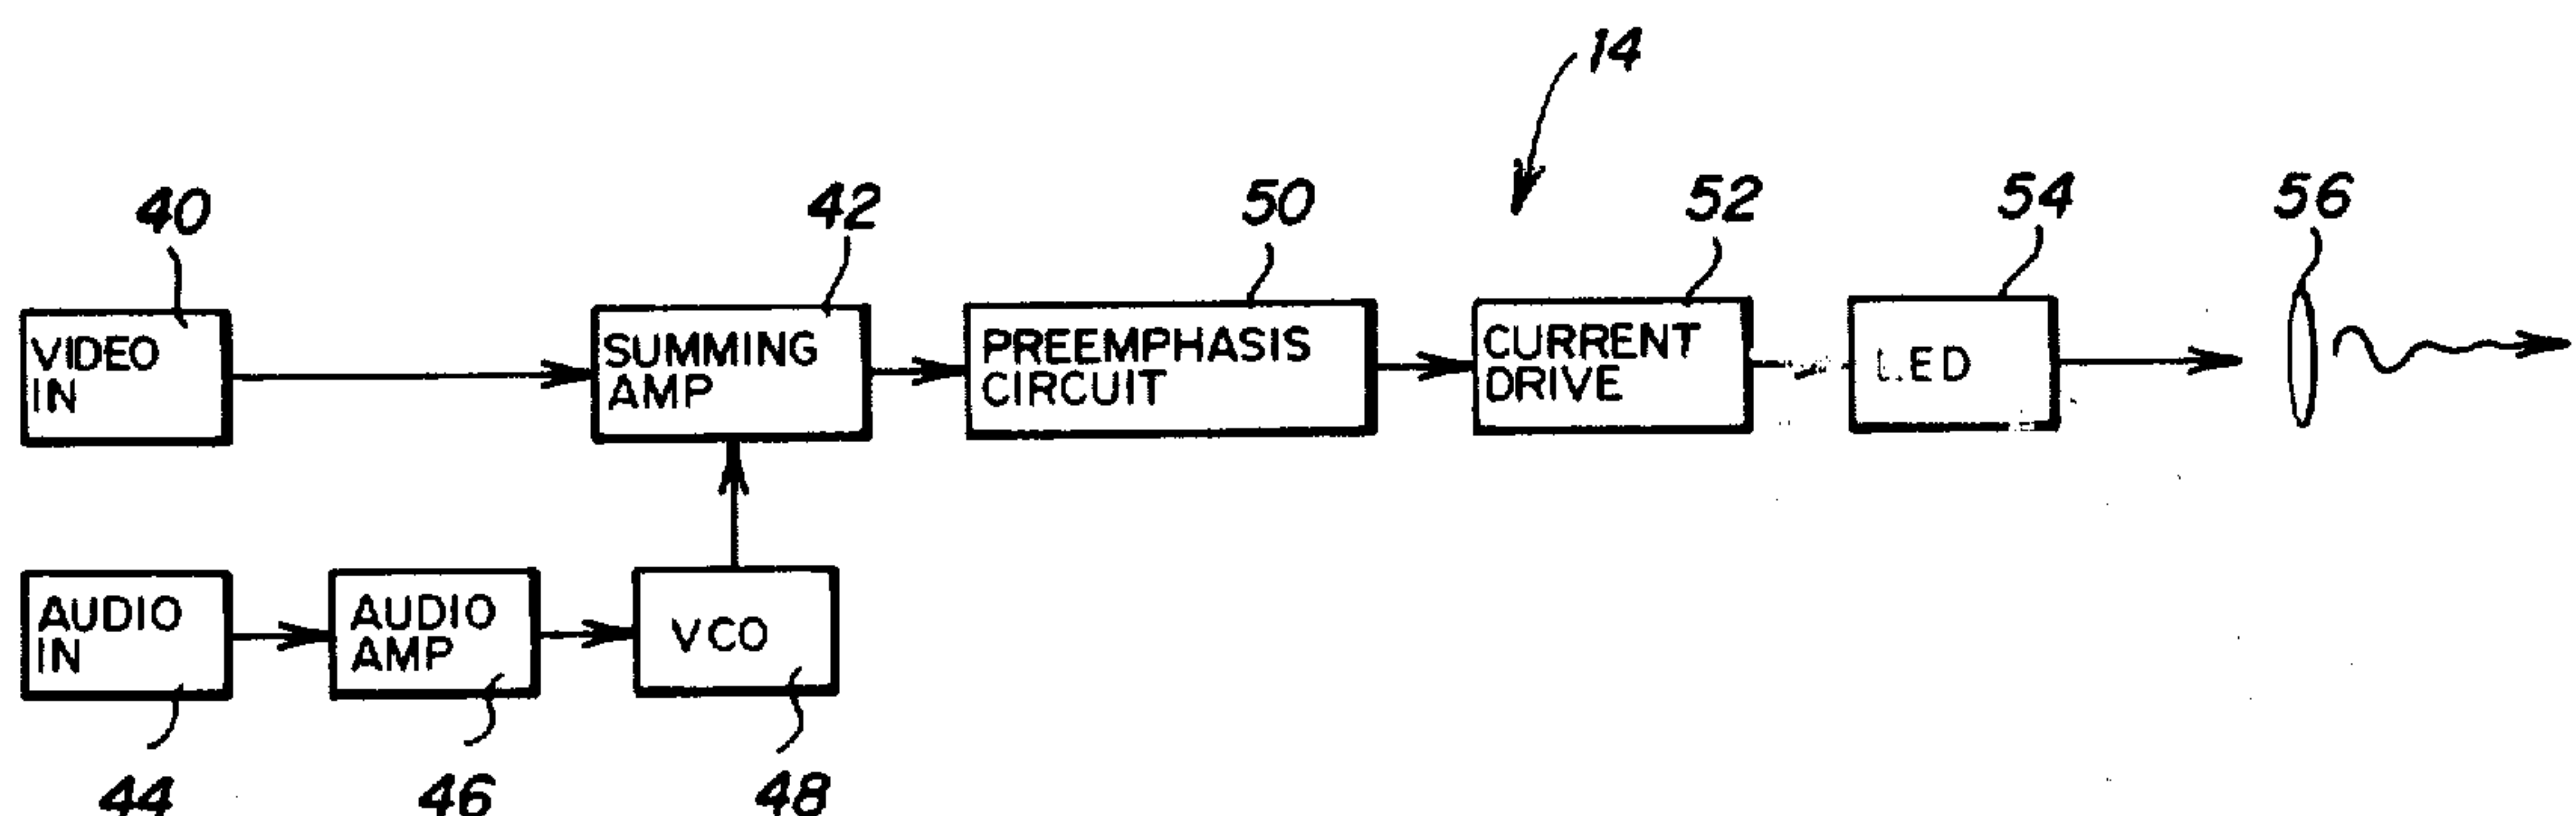 14
40
42
50
52
54
56
VIDEO
IN
SUMMING
AMP
PREEMPHASIS
CIRCUIT
CURRENT
DRIVE
LED
AUDIO
IN
AUDIO
AMP
VCO
44
46
48